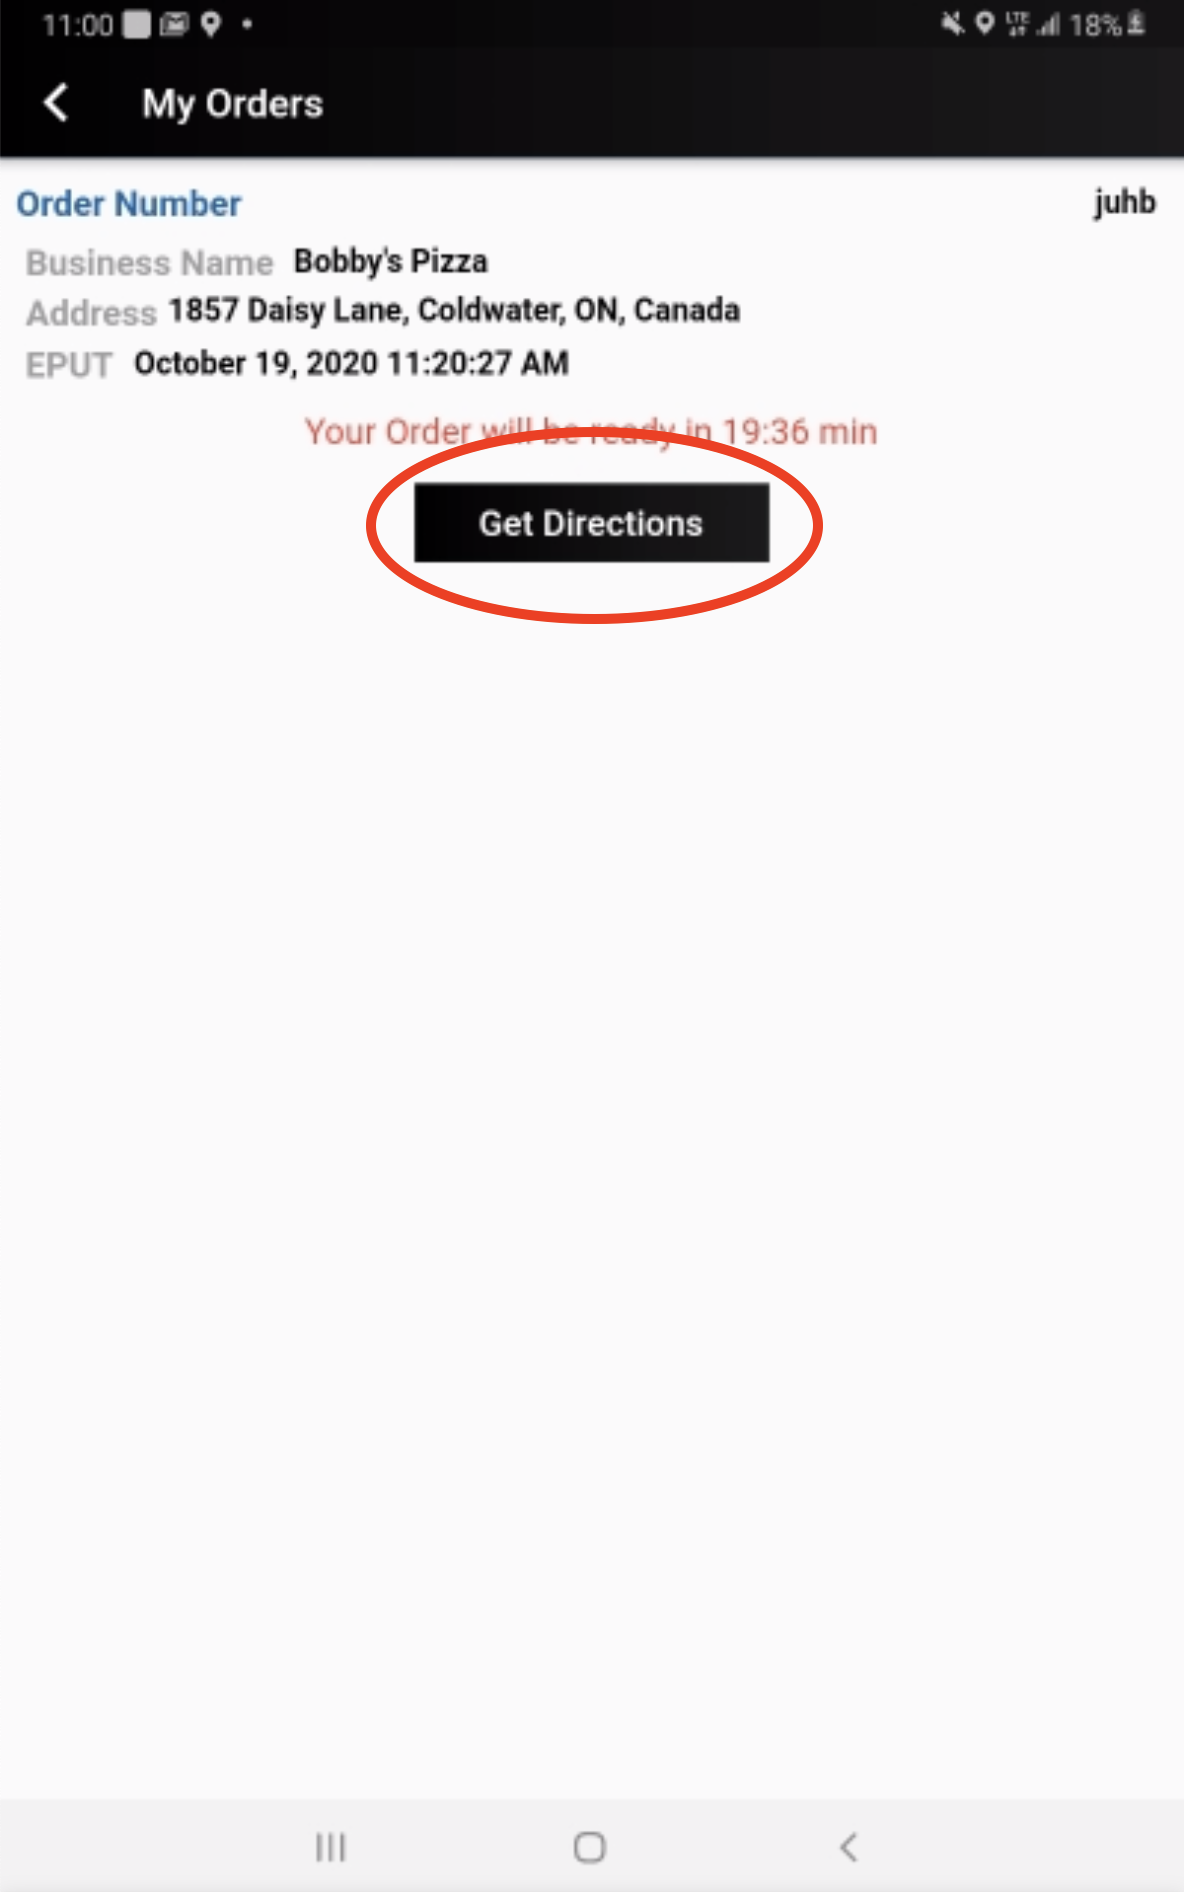 11:00 LTE 18%
My Orders
Order Number juhb
Business Name Bobby's Pizza
Address 1857 Daisy Lane, Coldwater, ON, Canada
EPUT October 19, 2020 11:20:27 AM
Your Order will be ready in 19:36 min
Get Directions